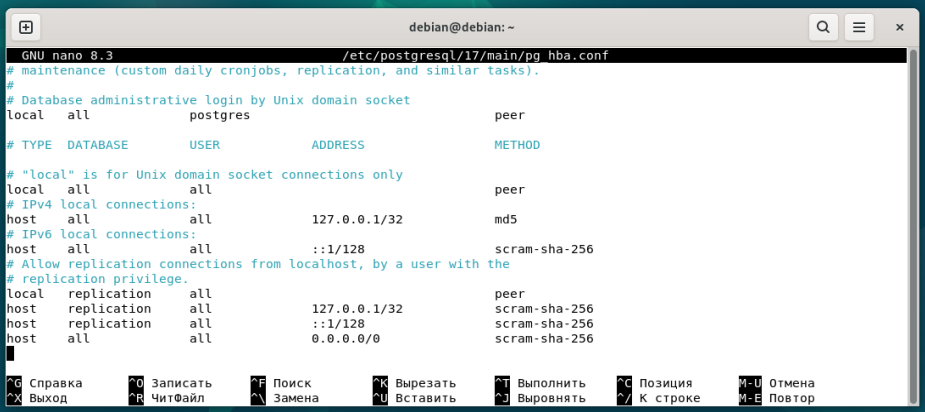 debian@debian: ~
GNU nano 8.3 /etc/postgresql/17/main/pg_hba.conf
# maintenance (custom daily cronjobs, replication, and similar tasks).
#
# Database administrative login by Unix domain socket
local all postgres peer
# TYPE DATABASE USER ADDRESS METHOD
# "local" is for Unix domain socket connections only
local all all peer
# IPv4 local connections:
host all all 127.0.0.1/32 md5
# IPv6 local connections:
host all all ::1/128 scram-sha-256
# Allow replication connections from localhost, by a user with the
# replication privilege.
local replication all peer
host replication all 127.0.0.1/32 scram-sha-256
host replication all ::1/128 scram-sha-256
host all all 0.0.0.0/0 scram-sha-256
^G Справка ^O Записать ^F Поиск ^K Вырезать ^T Выполнить ^C Позиция M-U Отмена
^X Выход ^R ЧитФайл ^\ Замена ^U Вставить ^J Выровнять ^/ К строке M-E Повтор